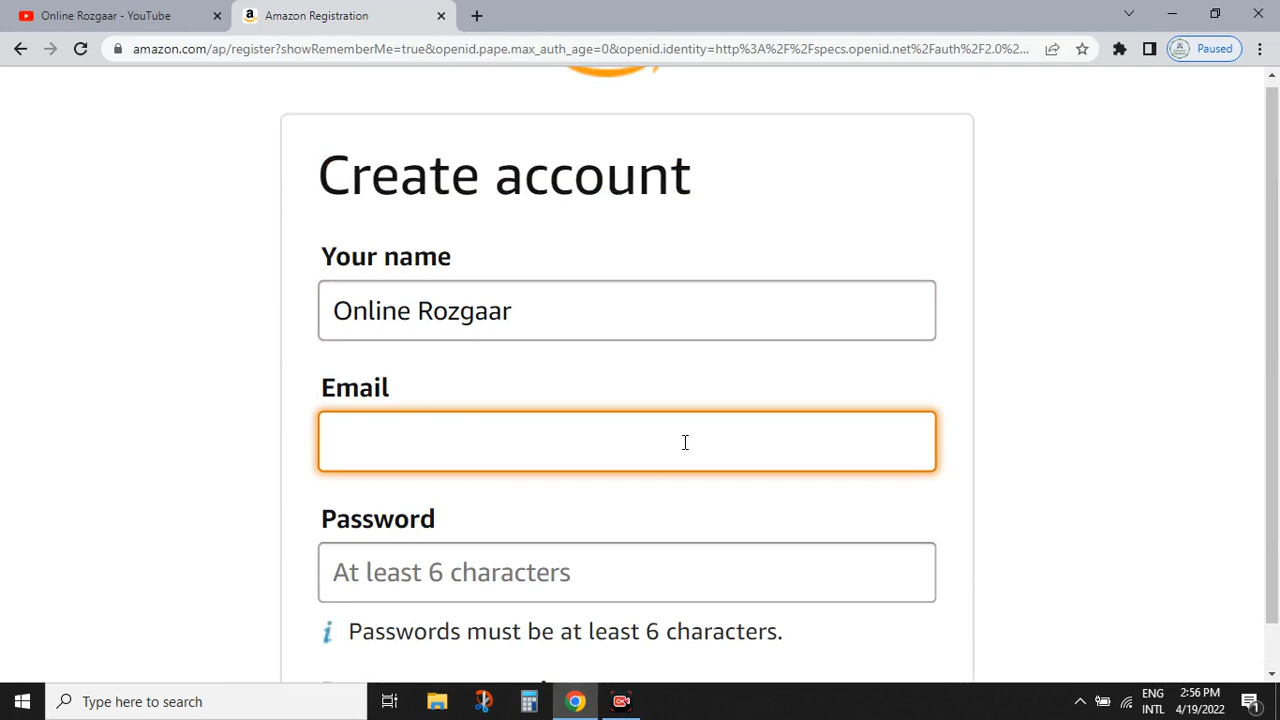 Online Rozgaar - YouTube
Amazon Registration
amazon.com/ap/register?showRememberMe=true&openid.pape.max_auth_age=0&openid.identity=http%3A%2F%2Fspecs.openid.net%2Fauth%2F2.0%2...
Paused
Create account
Your name
Online Rozgaar
Email
Password
At least 6 characters
i Passwords must be at least 6 characters.
Type here to search
ENG
INTL
2:56 PM
4/19/2022
1